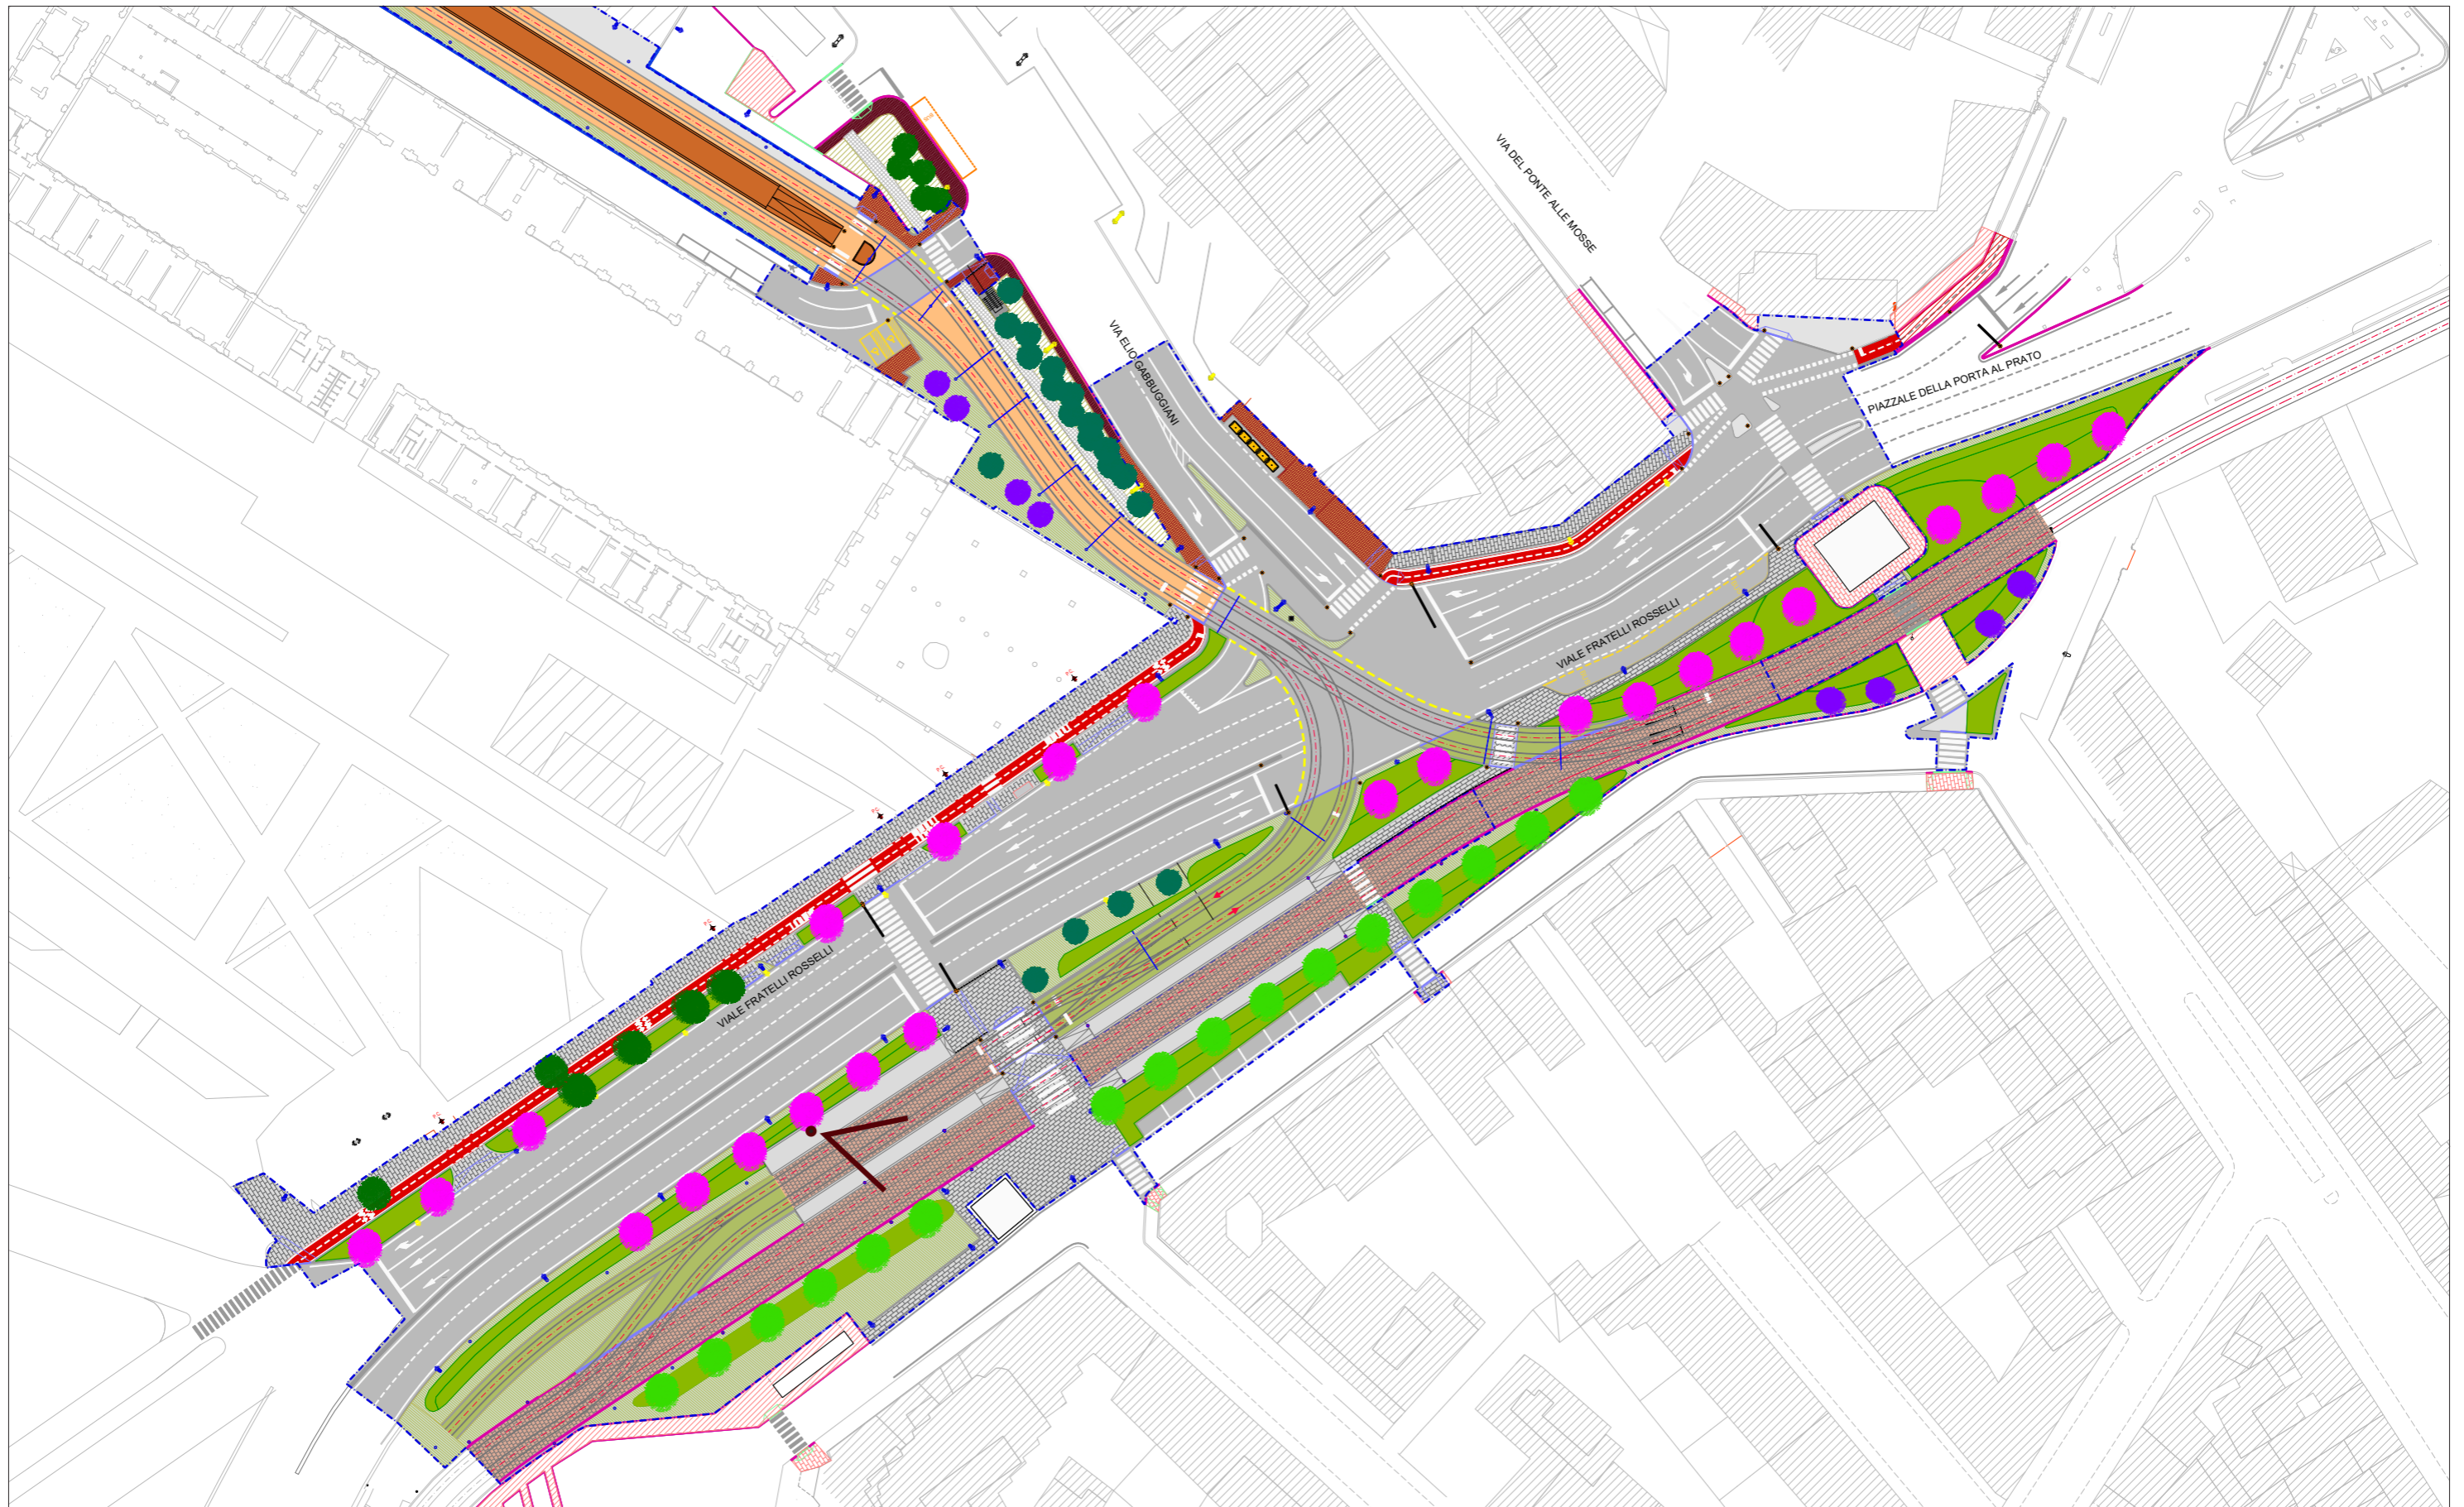 VIA DEL PONTE ALLE MOSSE
VIA ELIO GABBUGGIANI
PIAZZALE DELLA PORTA AL PRATO
VIALE FRATELLI ROSSELLI
VIALE FRATELLI ROSSELLI